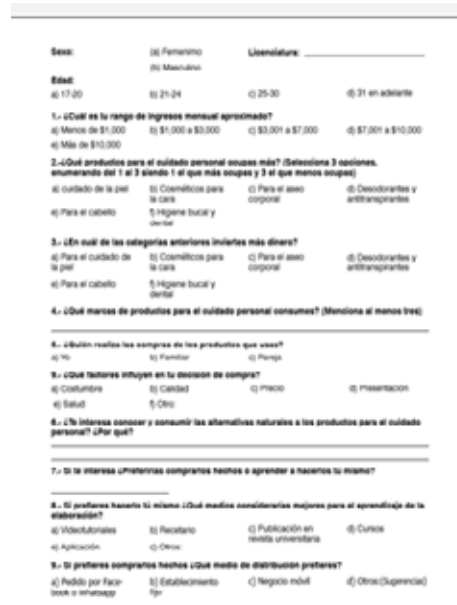 Sexo: (a) Femenimo Licenciatura:
(b) Masculino
Edad:
a) 17-20 b) 21-24 c) 25-30 d) 31 en adelante
1.- ¿Cuál es tu rango de ingresos mensual aproximado?
a) Menos de $1,000 b) $1,000 a $3,000 c) $3,001 a $7,000 d) $7,001 a $10,000
e) Más de $10,000
2.-¿Qué productos para el cuidado personal ocupas más? (Selecciona 3 opciones,
enumerando del 1 al 3 siendo 1 el que más ocupas y 3 el que menos ocupas)
a) cuidado de la piel b) Cosméticos para c) Para el aseo d) Desodorantes y
la cara corporal antitranspirantes
e) Para el cabello f) Higiene bucal y
dental
3.- ¿En cuál de las categorías anteriores inviertes más dinero?
a) Para el cuidado de b) Cosméticos para c) Para el aseo d) Desodorantes y
la piel la cara corporal antitranspirantes
e) Para el cabello f) Higiene bucal y
dental
4.- ¿Qué marcas de productos para el cuidado personal consumes? (Menciona al menos tres)
5.- ¿Quién realiza las compras de los productos que usas?
a) Yo b) Familiar c) Pareja
5.- ¿Qué factores influyen en tu decisión de compra?
a) Costumbre b) Calidad c) Precio d) Presentación
e) Salud f) Otro:
6.- ¿Te interesa conocer y consumir las alternativas naturales a los productos para el cuidado
personal? ¿Por qué?
7.- Si te interesa ¿Preferirías comprarlos hechos o aprender a hacerlos tú mismo?
8.- Si prefieres hacerlo tú mismo ¿Qué medios considerarías mejores para el aprendizaje de la
elaboración?
a) Videotutoriales b) Recetario c) Publicación en d) Cursos
revista universitaria
e) Aplicación c) Otros:
9.- Si prefieres comprarlos hechos ¿Qué medio de distribución prefieres?
a) Pedido por Face- b) Establecimiento c) Negocio móvil d) Otros:(Sugerencias)
book o Whatsapp fijo